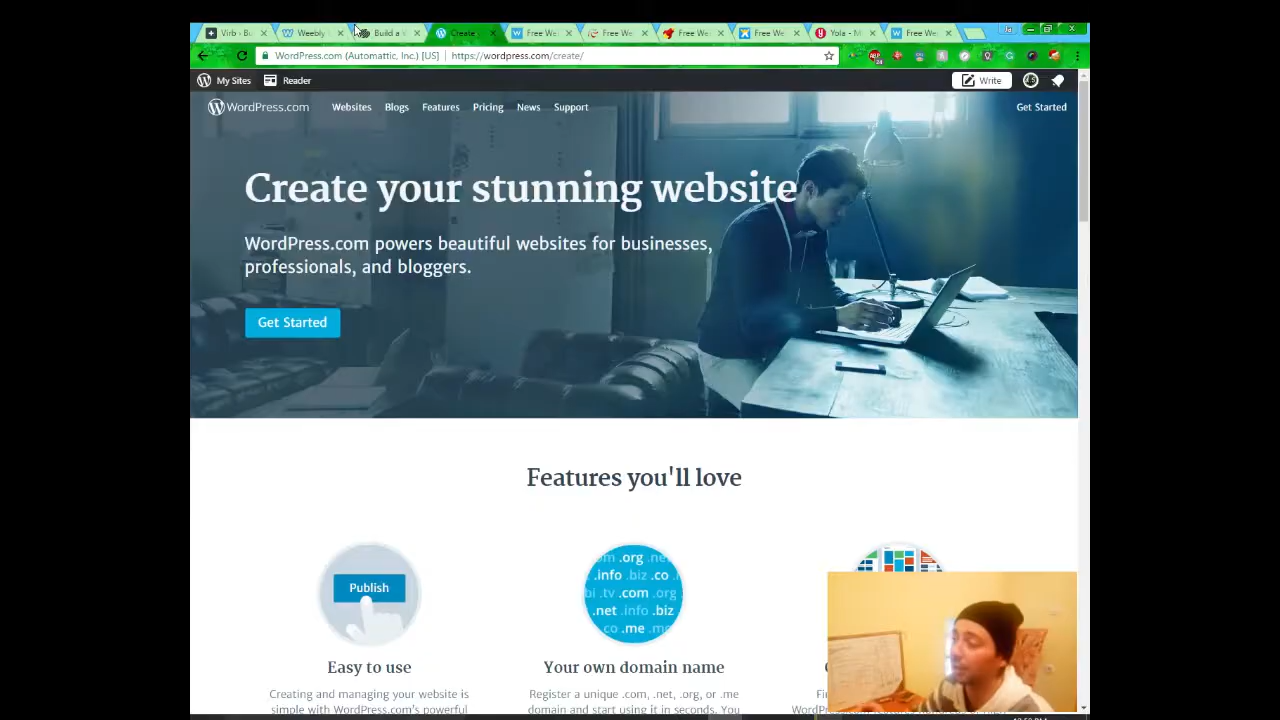 Virb › Bu
Weebly
Build a w
Create
Free We
Free We
Free We
Free We
Yola - M
Free We
WordPress.com (Automattic, Inc.) [US]
https://wordpress.com/create/
My Sites
Reader
Write
WordPress.com
Websites
Blogs
Features
Pricing
News
Support
Get Started
Create your stunning website
WordPress.com powers beautiful websites for businesses,
professionals, and bloggers.
Get Started
Features you'll love
Publish
.org
.info .biz .co
.tv .com .org
.net .info .biz
.co .me
Easy to use
Your own domain name
Creating and managing your website is
simple with WordPress.com's powerful
Register a unique .com, .net, .org, or .me
domain and start using it in seconds. You